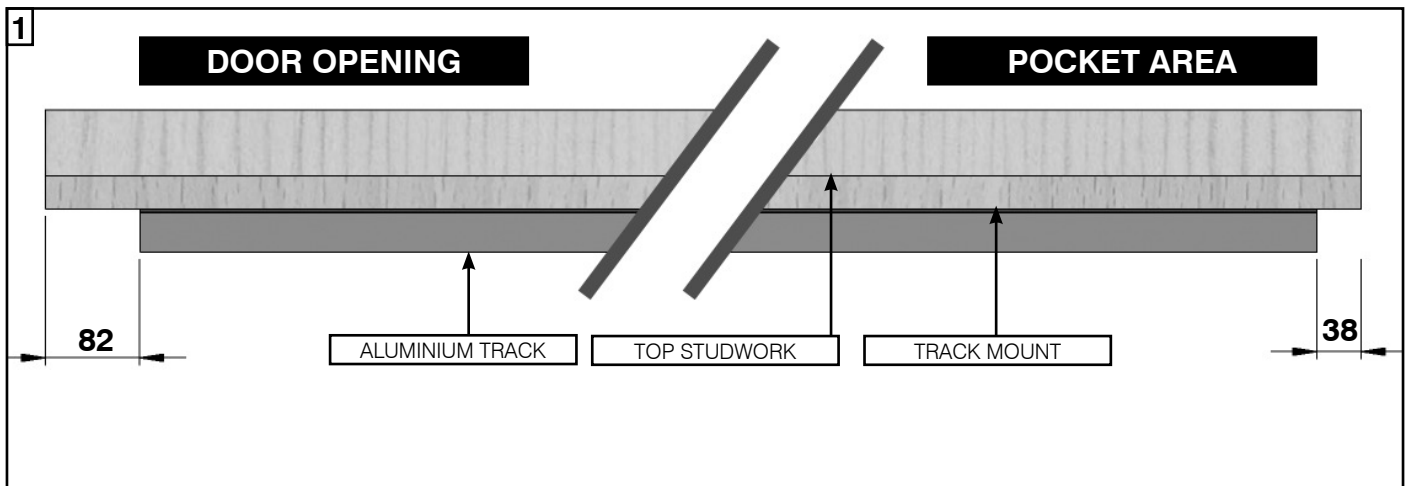 1
DOOR OPENING
POCKET AREA
82
38
ALUMINIUM TRACK
TOP STUDWORK
TRACK MOUNT